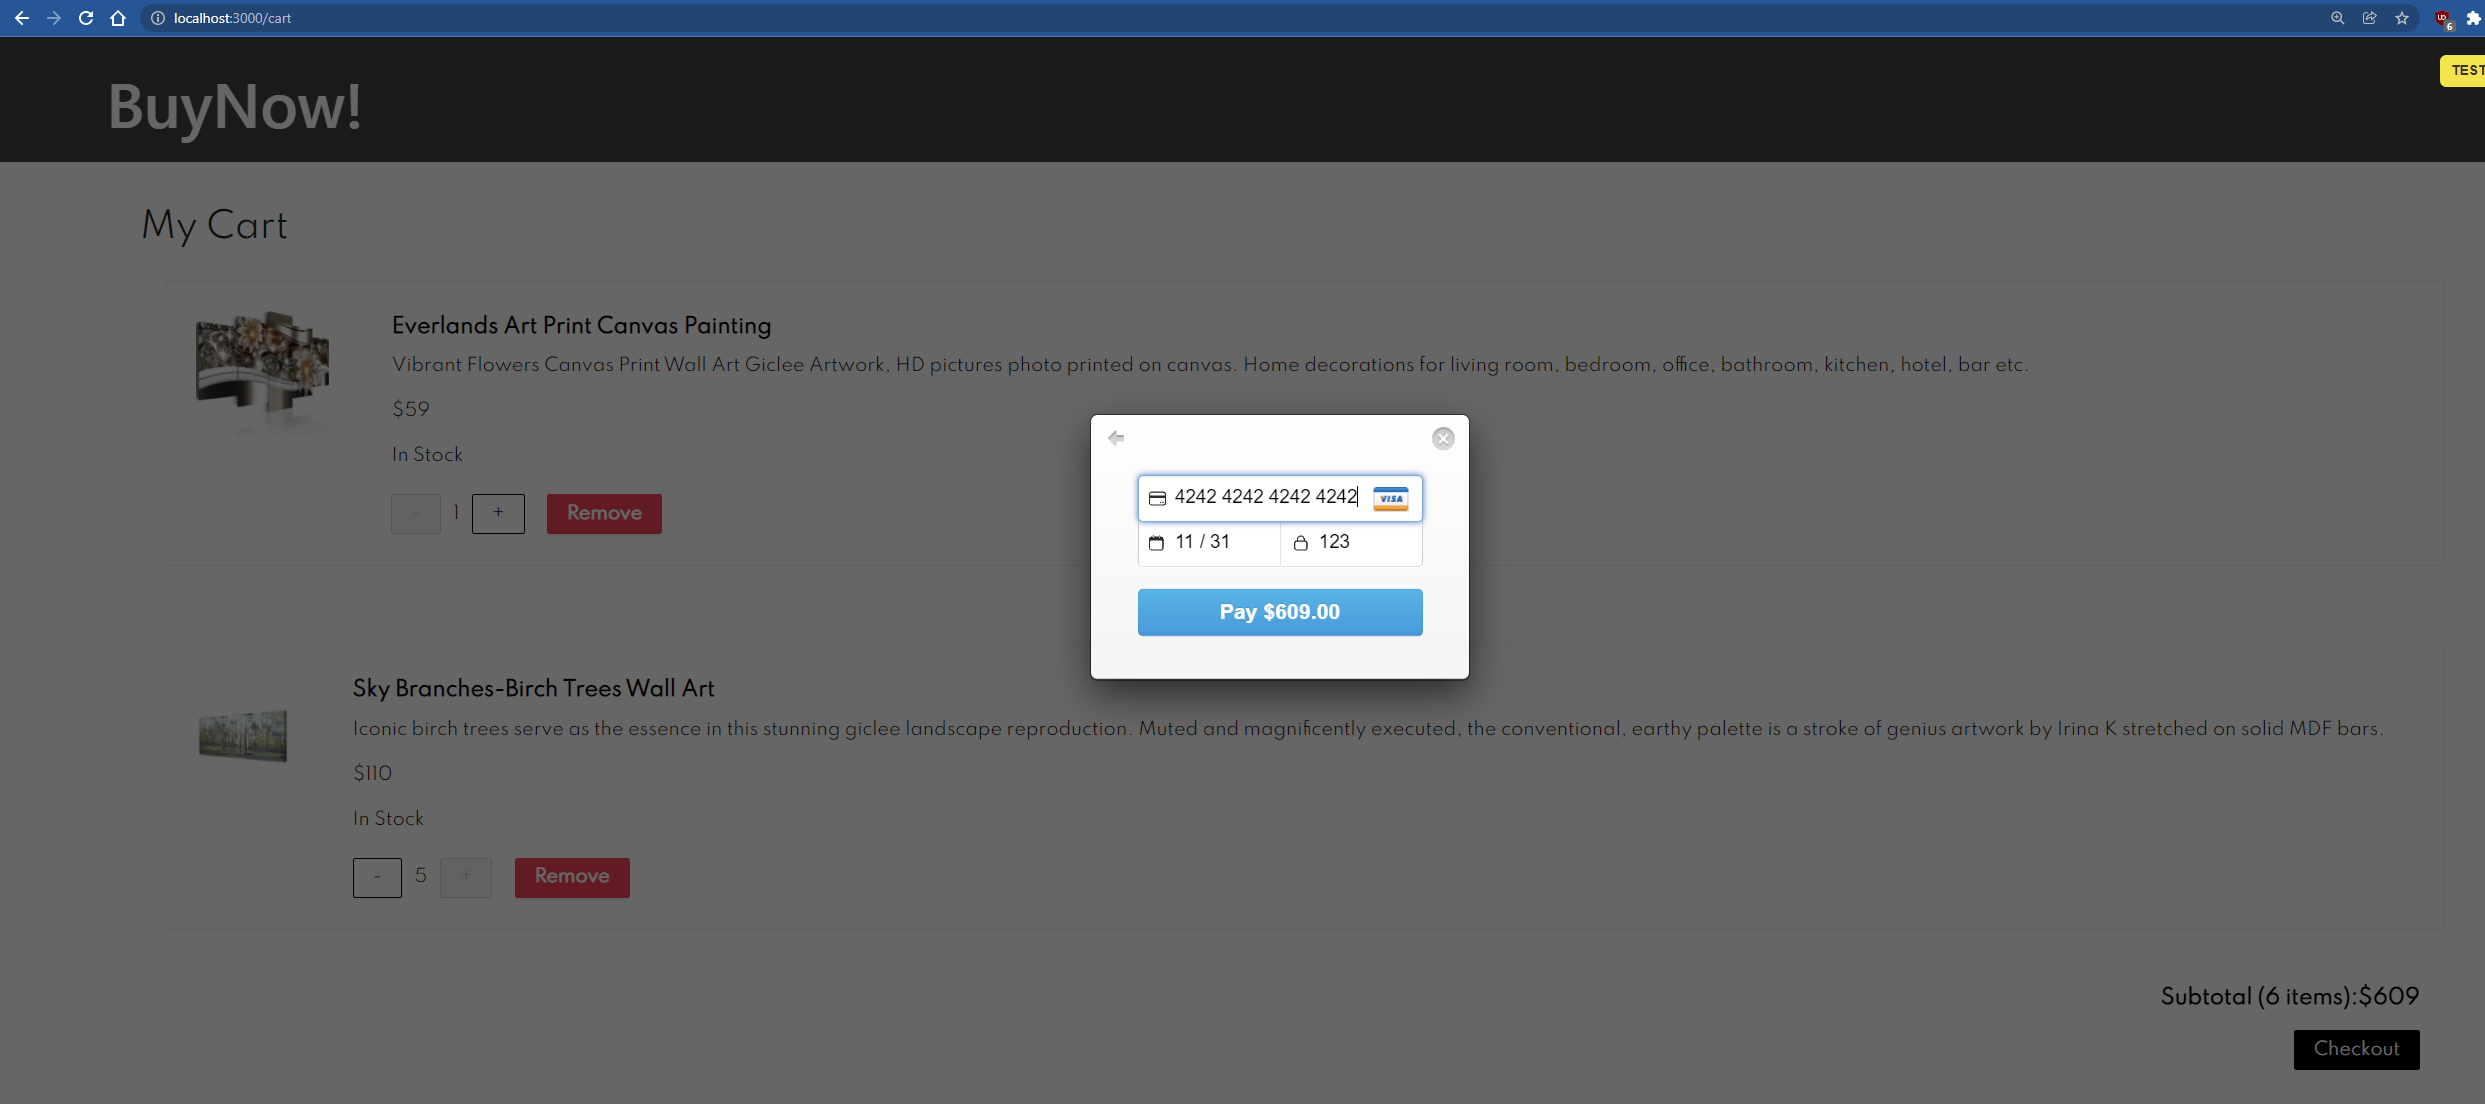 localhost:3000/cart
6
TEST
BuyNow!
My Cart
Everlands Art Print Canvas Painting
Vibrant Flowers Canvas Print Wall Art Giclee Artwork, HD pictures photo printed on canvas. Home decorations for living room, bedroom, office, bathroom, kitchen, hotel, bar etc.
$59
In Stock
- 1 + Remove
4242 4242 4242 4242 VISA
11 / 31 123
Pay $609.00
Sky Branches-Birch Trees Wall Art
Iconic birch trees serve as the essence in this stunning giclee landscape reproduction. Muted and magnificently executed, the conventional, earthy palette is a stroke of genius artwork by Irina K stretched on solid MDF bars.
$110
In Stock
- 5 + Remove
Subtotal (6 items):$609
Checkout